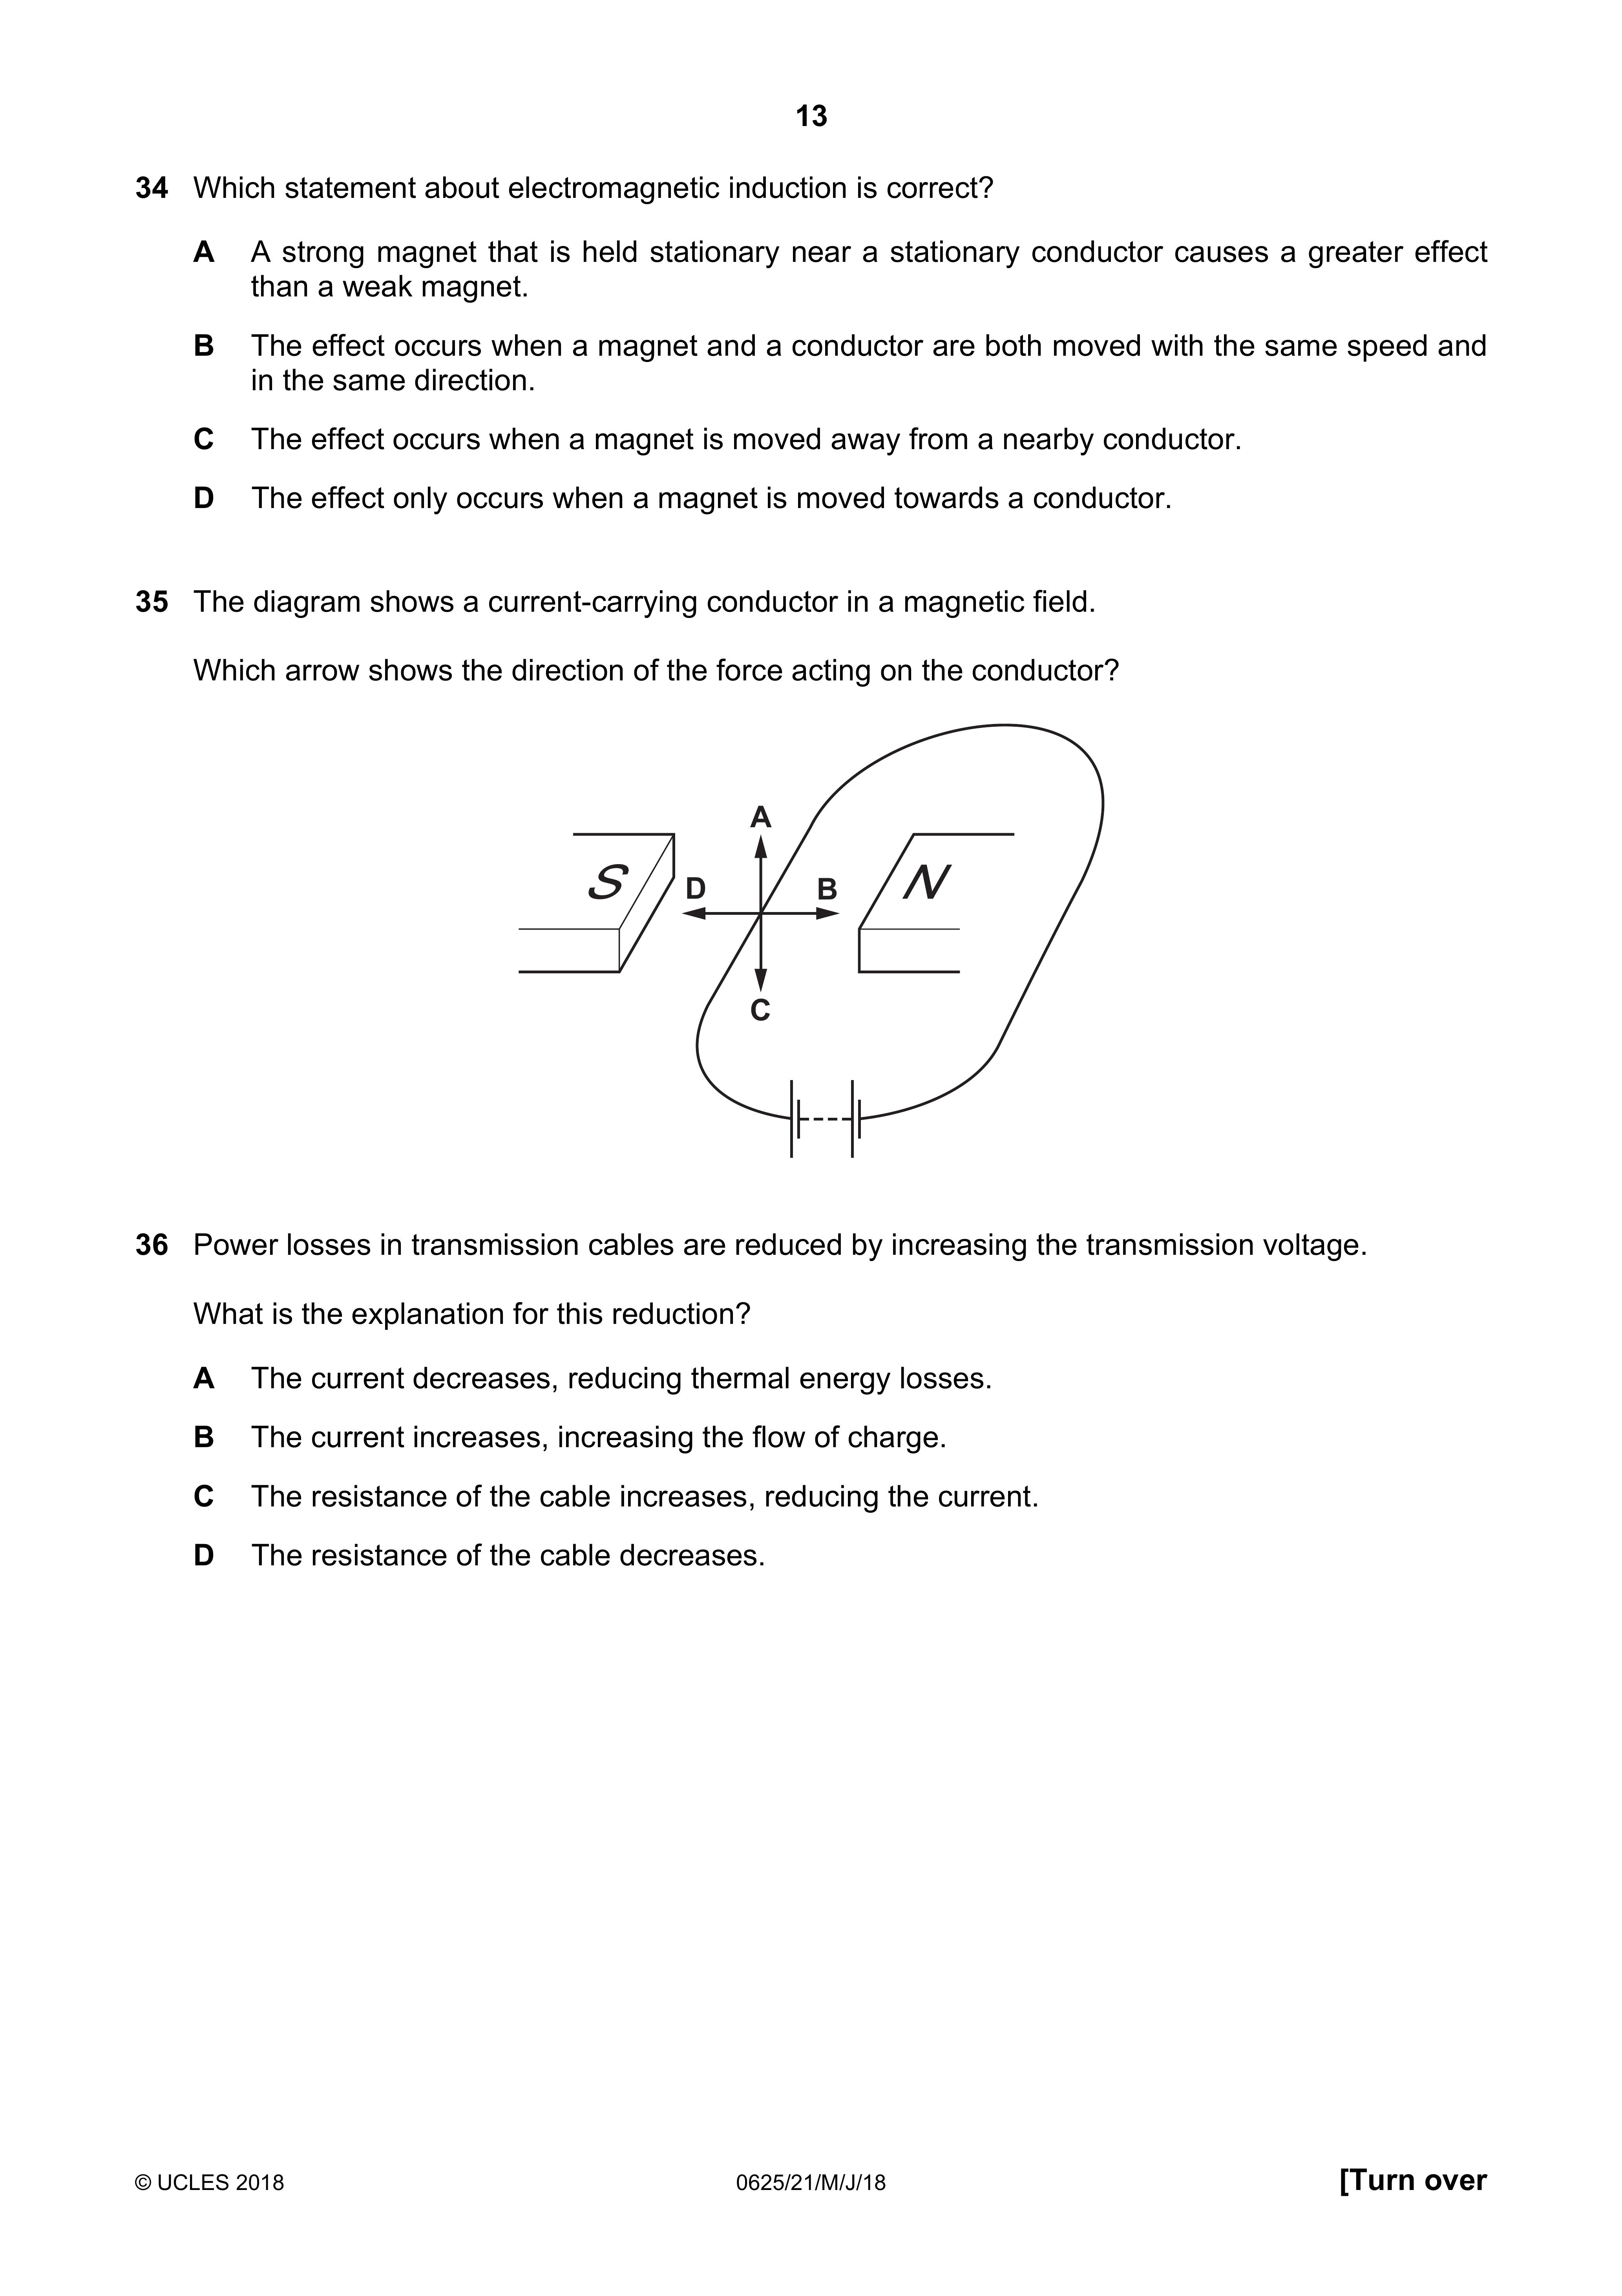 13
34 Which statement about electromagnetic induction is correct?
A A strong magnet that is held stationary near a stationary conductor causes a greater effect
than a weak magnet.
B The effect occurs when a magnet and a conductor are both moved with the same speed and
in the same direction.
C The effect occurs when a magnet is moved away from a nearby conductor.
D The effect only occurs when a magnet is moved towards a conductor.
35 The diagram shows a current-carrying conductor in a magnetic field.
Which arrow shows the direction of the force acting on the conductor?
A
S D B N
C
36 Power losses in transmission cables are reduced by increasing the transmission voltage.
What is the explanation for this reduction?
A The current decreases, reducing thermal energy losses.
B The current increases, increasing the flow of charge.
C The resistance of the cable increases, reducing the current.
D The resistance of the cable decreases.
© UCLES 2018 0625/21/M/J/18 [Turn over